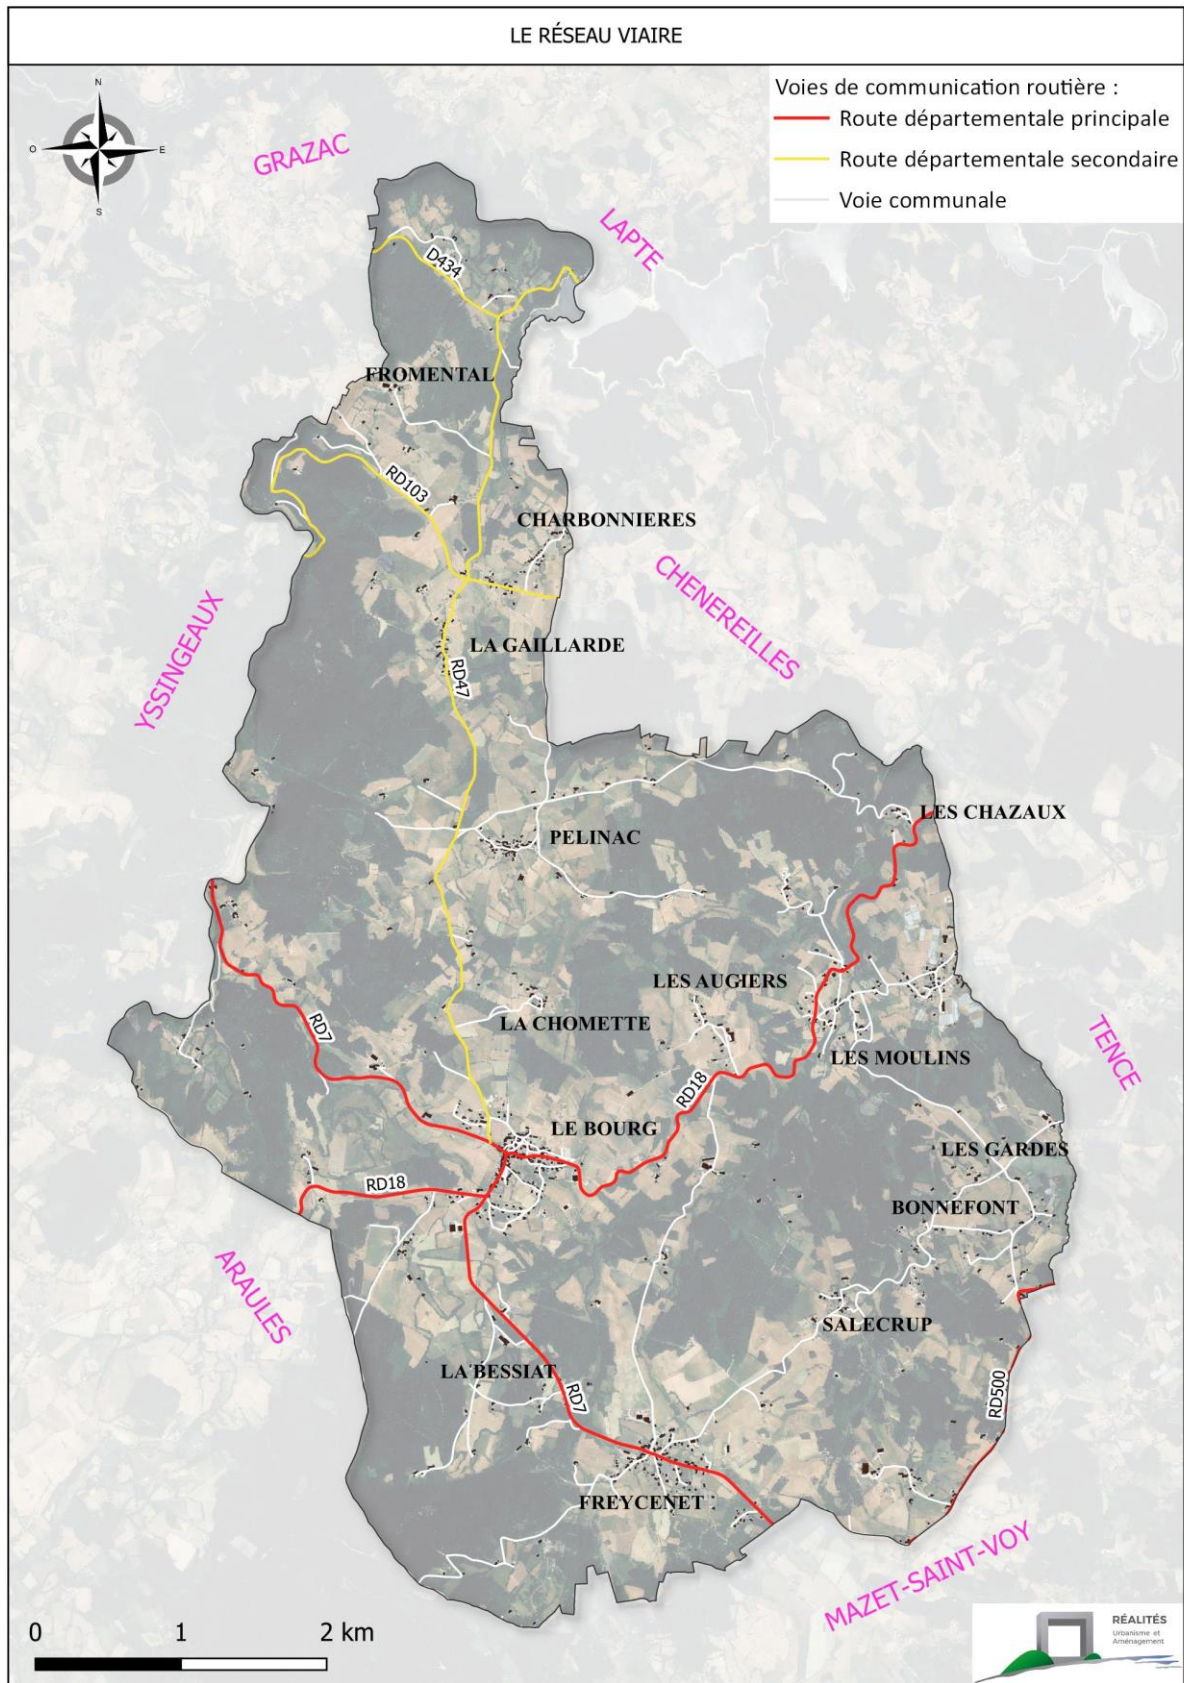 LE RÉSEAU VIAIRE
Voies de communication routière :
Route départementale principale
Route départementale secondaire
Voie communale
N
O
E
S
GRAZAC
LAPTE
D434
FROMENTAL
RD103
CHARBONNIERES
CHENEREILLES
YSSINGEAUX
LA GAILLARDE
RD47
LES CHAZAUX
PELINAC
LES AUGIERS
LA CHOMETTE
RD7
LES MOULINS
TENCE
RD18
LE BOURG
LES GARDES
RD18
BONNEFONT
ARAULES
SALECRUP
LA BESSIAT
RD7
RD500
FREYCENET
MAZET-SAINT-VOY
0 1 2 km
RÉALITÉS
Urbanisme et
Aménagement